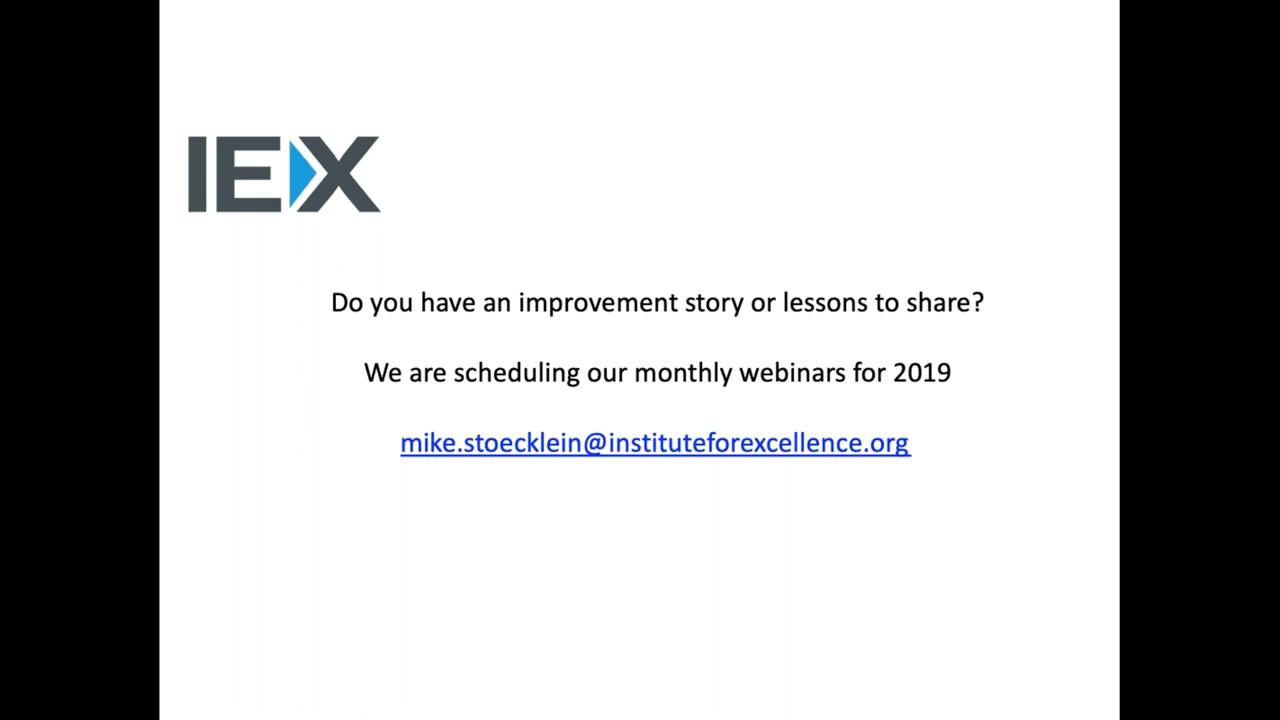 IEX
Do you have an improvement story or lessons to share?
We are scheduling our monthly webinars for 2019
mike.stoecklein@instituteforexcellence.org